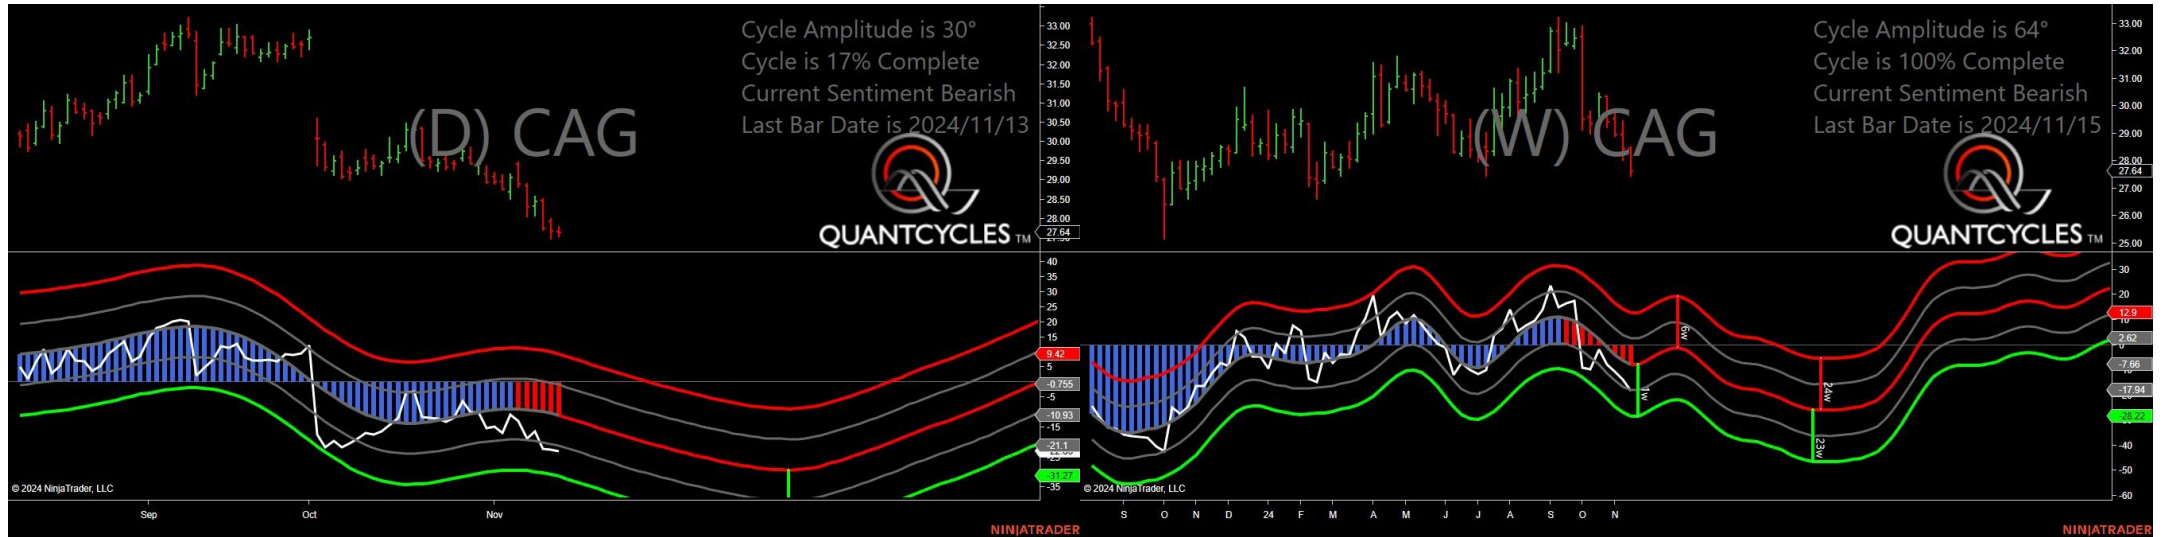 Cycle Amplitude is 30°
Cycle is 17% Complete
Current Sentiment Bearish
Last Bar Date is 2024/11/13
(D) CAG
QUANTCYCLES TM
33.00
32.50
32.00
31.50
31.00
30.50
30.00
29.50
29.00
28.50
28.00
27.64
40
35
30
25
20
15
9.42
5
-0.755
-5
-10.93
-15
-21.1
-31.27
-35
© 2024 NinjaTrader, LLC
Sep
Oct
Nov
NINJATRADER
Cycle Amplitude is 64°
Cycle is 100% Complete
Current Sentiment Bearish
Last Bar Date is 2024/11/15
(W) CAG
QUANTCYCLES TM
33.00
32.00
31.00
30.00
29.00
28.00
27.64
27.00
26.00
25.00
30
20
12.9
2.62
-7.66
-17.94
-28.22
-40
-50
-60
6w
1w
24w
23w
© 2024 NinjaTrader, LLC
S O N D 24 F M A M J J A S O N
NINJATRADER